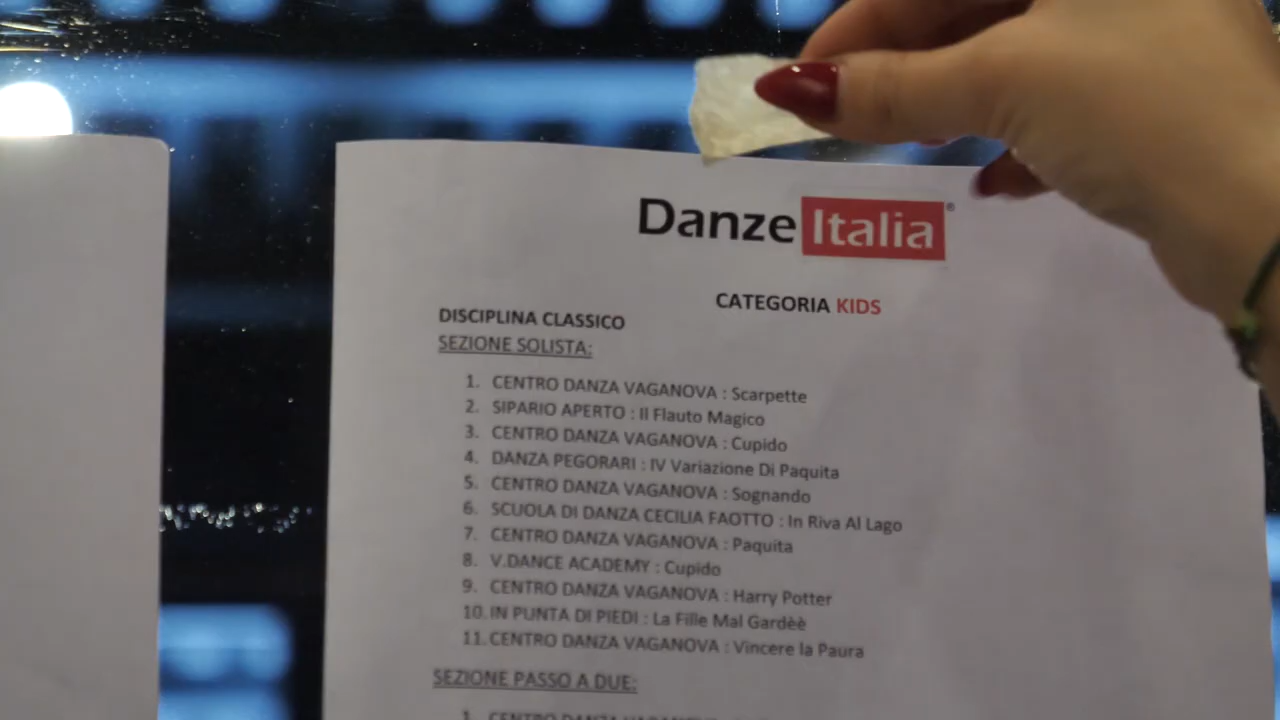 Danze Italia®
CATEGORIA KIDS
DISCIPLINA CLASSICO
SEZIONE SOLISTA:
1. CENTRO DANZA VAGANOVA : Scarpette
2. SIPARIO APERTO : Il Flauto Magico
3. CENTRO DANZA VAGANOVA : Cupido
4. DANZA PEGORARI : IV Variazione Di Paquita
5. CENTRO DANZA VAGANOVA : Sognando
6. SCUOLA DI DANZA CECILIA FAOTTO : In Riva Al Lago
7. CENTRO DANZA VAGANOVA : Paquita
8. V.DANCE ACADEMY : Cupido
9. CENTRO DANZA VAGANOVA : Harry Potter
10. IN PUNTA DI PIEDI : La Fille Mal Gardèè
11. CENTRO DANZA VAGANOVA : Vincere la Paura
SEZIONE PASSO A DUE:
1. CENTRO DANZA VAGANOVA